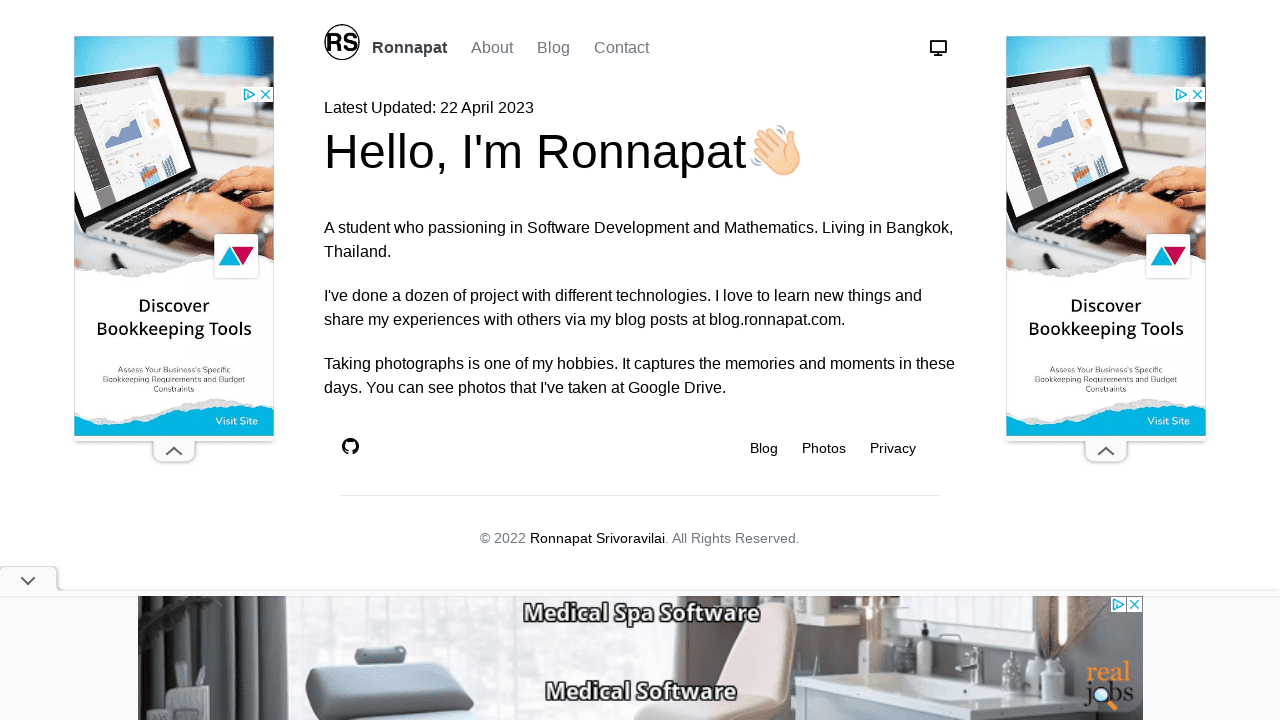 RS
Ronnapat
About
Blog
Contact
Latest Updated: 22 April 2023
Hello, I'm Ronnapat👋🏻
A student who passioning in Software Development and Mathematics. Living in Bangkok,
Thailand.
I've done a dozen of project with different technologies. I love to learn new things and
share my experiences with others via my blog posts at blog.ronnapat.com.
Taking photographs is one of my hobbies. It captures the memories and moments in these
days. You can see photos that I've taken at Google Drive.
Blog
Photos
Privacy
© 2022 Ronnapat Srivoravilai. All Rights Reserved.
Discover
Bookkeeping Tools
Assess Your Business's Specific
Bookkeeping Requirements and Budget
Constraints
Visit Site
Discover
Bookkeeping Tools
Assess Your Business's Specific
Bookkeeping Requirements and Budget
Constraints
Visit Site
Medical Spa Software
Medical Software
real
jobs